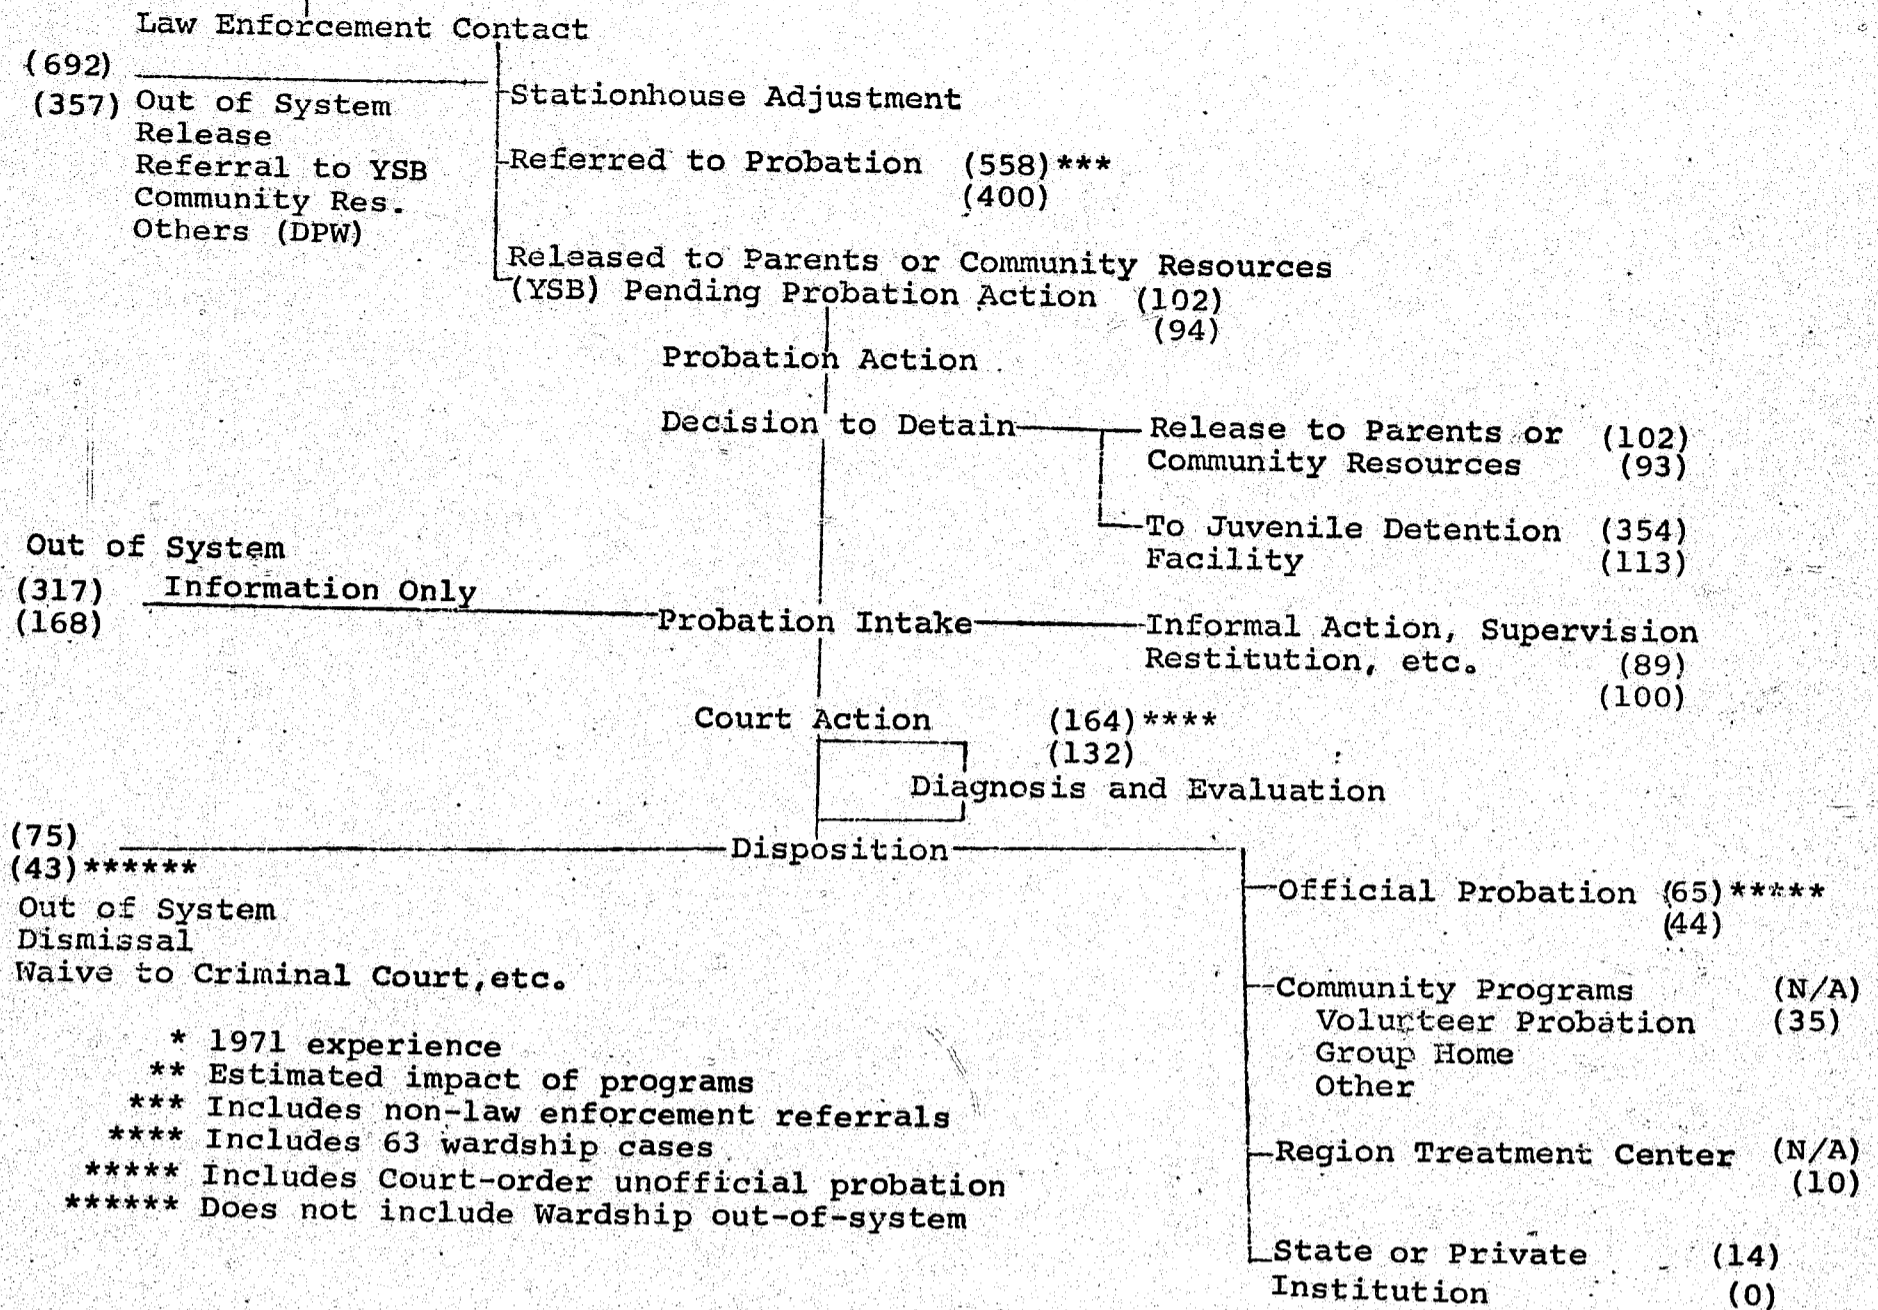 Law Enforcement Contact
(692)
(357) Out of System
Release
Referral to YSB
Community Res.
Others (DPW)
Stationhouse Adjustment
Referred to Probation (558)***
(400)
Released to Parents or Community Resources
(YSB) Pending Probation Action (102)
(94)
Probation Action
Decision to Detain
Release to Parents or (102)
Community Resources (93)
To Juvenile Detention (354)
Facility (113)
Out of System
(317) Information Only
(168)
Probation Intake
Informal Action, Supervision
Restitution, etc. (89)
(100)
Court Action (164)****
(132)
Diagnosis and Evaluation
(75)
(43)******
Disposition
Out of System
Dismissal
Waive to Criminal Court,etc.
Official Probation (65)*****
(44)
Community Programs (N/A)
Volunteer Probation (35)
Group Home
Other
Region Treatment Center (N/A)
(10)
State or Private (14)
Institution (0)
* 1971 experience
** Estimated impact of programs
*** Includes non-law enforcement referrals
**** Includes 63 wardship cases
***** Includes Court-order unofficial probation
****** Does not include Wardship out-of-system